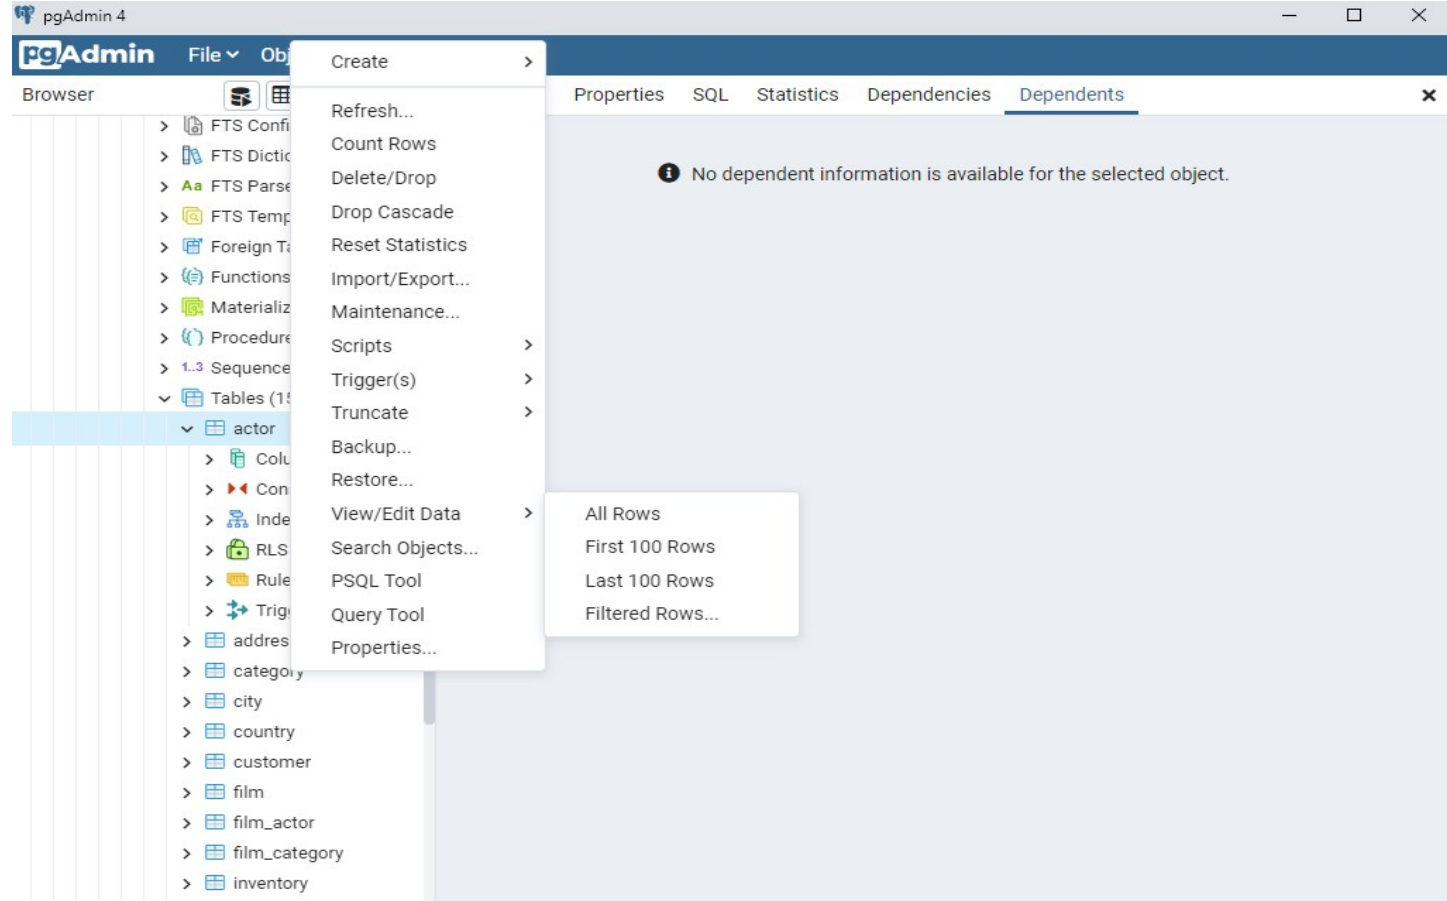 pgAdmin 4
pgAdmin File Obj
Browser Properties SQL Statistics Dependencies Dependents
No dependent information is available for the selected object.
FTS Confi
FTS Dictic
Aa FTS Parse
FTS Temp
Foreign Ta
Functions
Materializ
Procedure
1..3 Sequence
Tables (15
actor
Colu
Con
Inde
RLS
Rule
Trig
addres
category
city
country
customer
film
film_actor
film_category
inventory
Create
Refresh...
Count Rows
Delete/Drop
Drop Cascade
Reset Statistics
Import/Export...
Maintenance...
Scripts
Trigger(s)
Truncate
Backup...
Restore...
View/Edit Data
Search Objects...
PSQL Tool
Query Tool
Properties...
All Rows
First 100 Rows
Last 100 Rows
Filtered Rows...